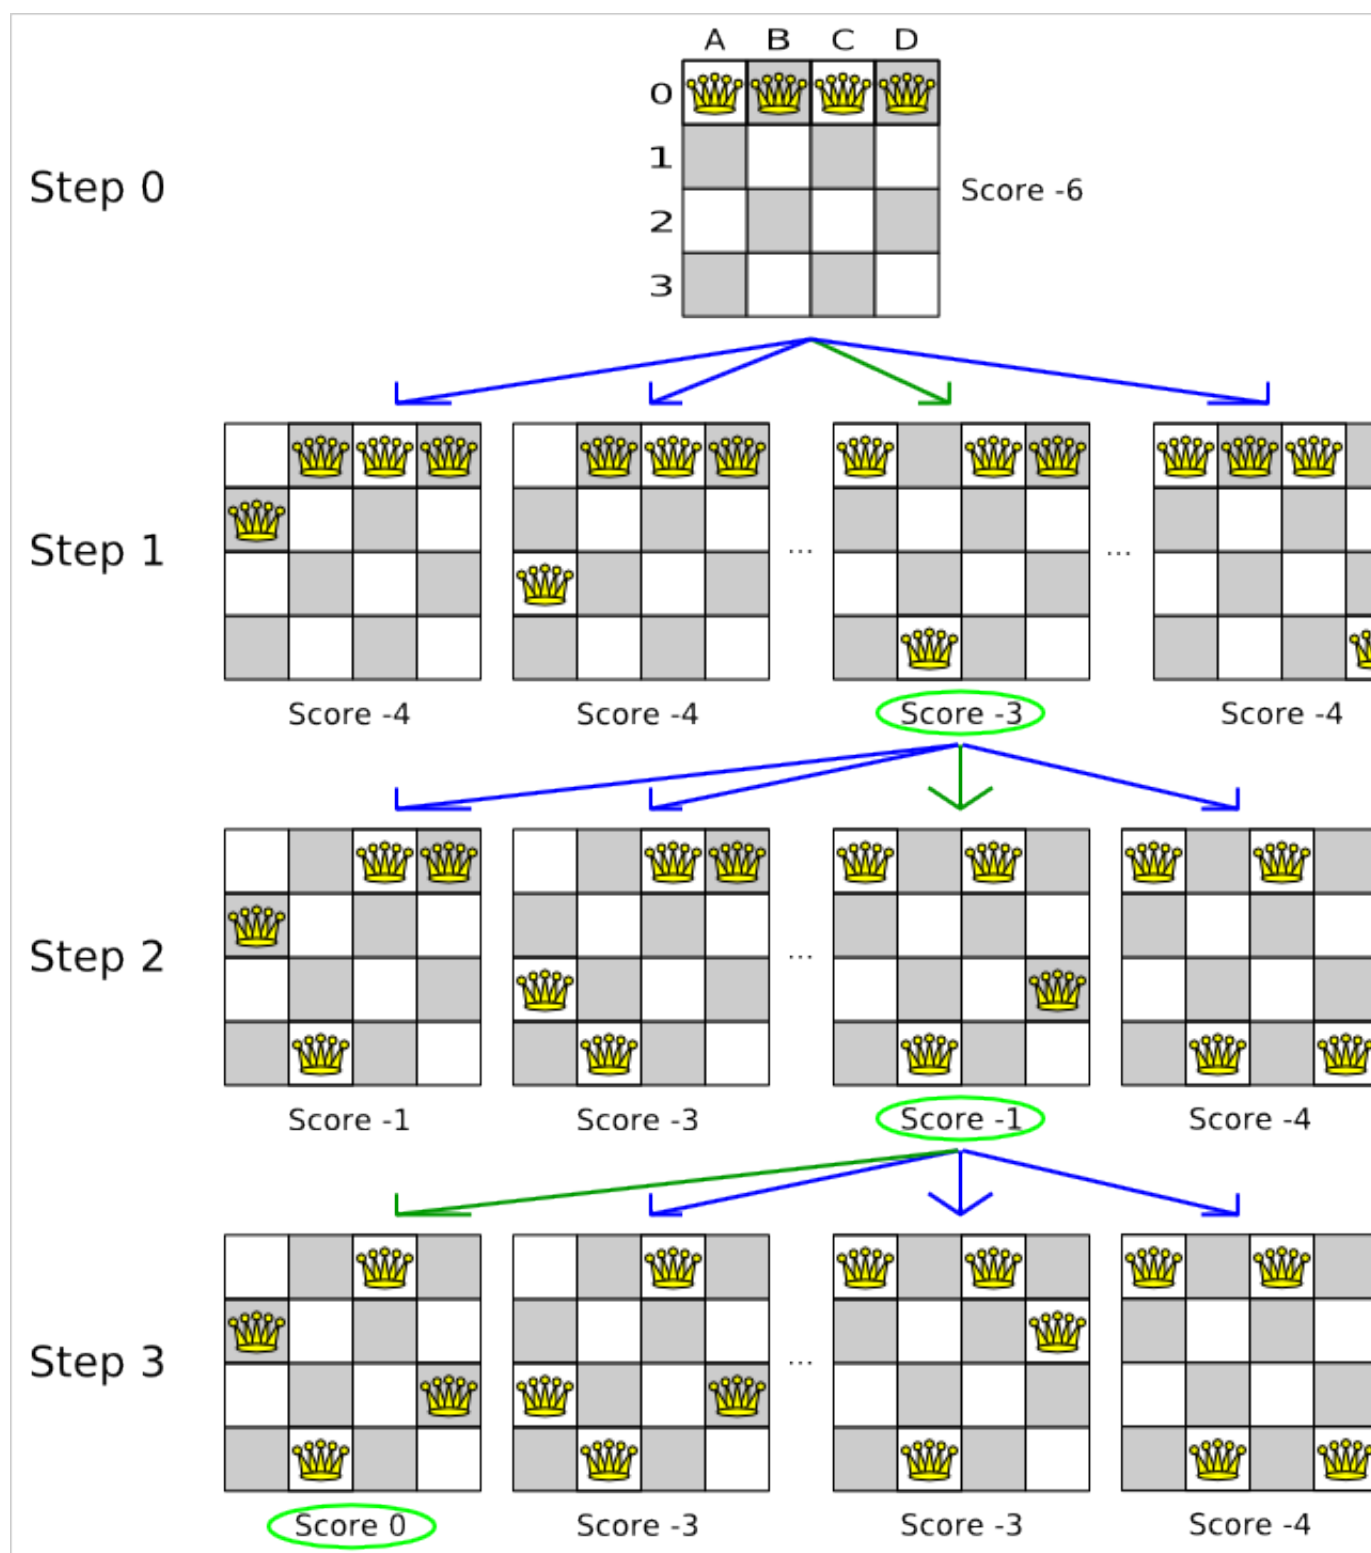 A B C D
0
1
2
3
Step 0
Score -6
Step 1
...
...
Score -4
Score -4
Score -3
Score -4
Step 2
...
Score -1
Score -3
Score -1
Score -4
Step 3
...
Score 0
Score -3
Score -3
Score -4